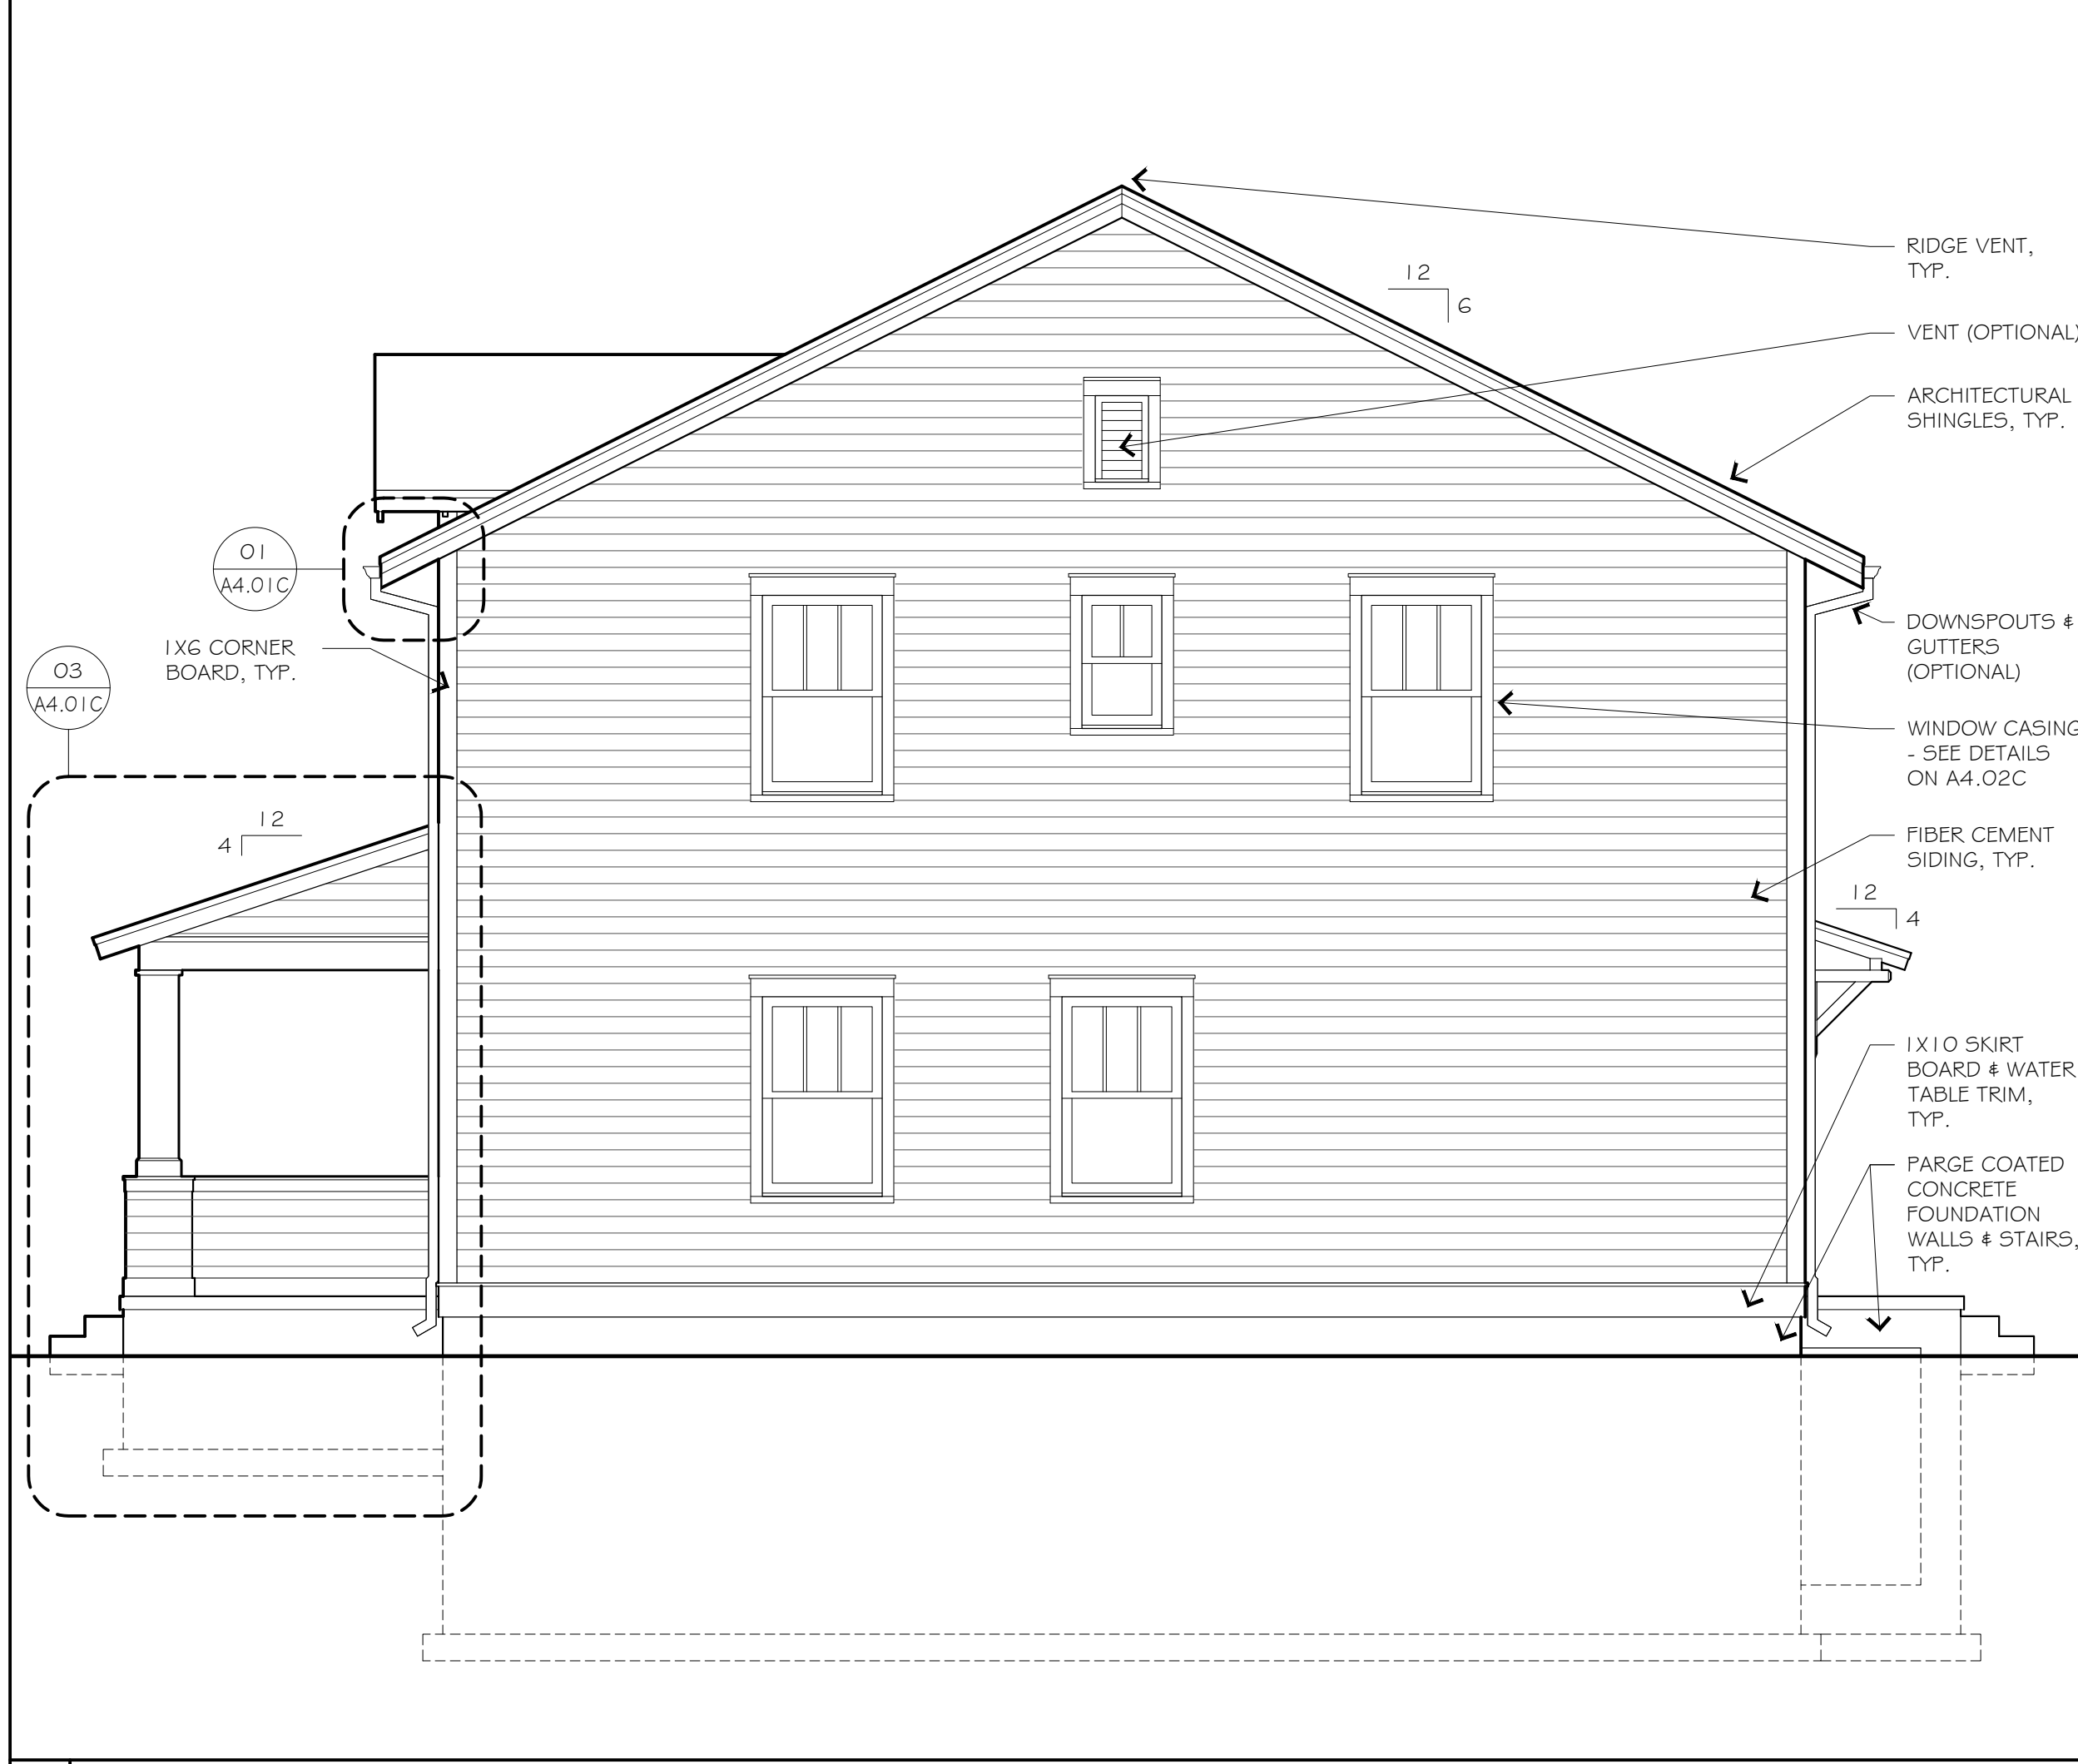 RIDGE VENT,
TYP.
12
6
VENT (OPTIONAL)
ARCHITECTURAL
SHINGLES, TYP.
01
A4.01C
DOWNSPOUTS &
GUTTERS
(OPTIONAL)
1X6 CORNER
BOARD, TYP.
03
A4.01C
WINDOW CASING
- SEE DETAILS
ON A4.02C
12
4
FIBER CEMENT
SIDING, TYP.
12
4
1X10 SKIRT
BOARD & WATER
TABLE TRIM,
TYP.
PARGE COATED
CONCRETE
FOUNDATION
WALLS & STAIRS,
TYP.